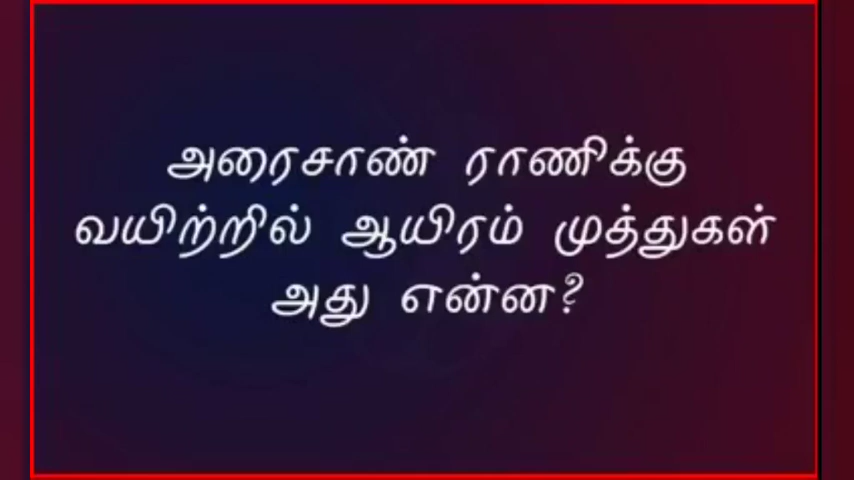 அரைசாண் ராணிக்கு
வயிற்றில் ஆயிரம் முத்துகள்
அது என்ன?